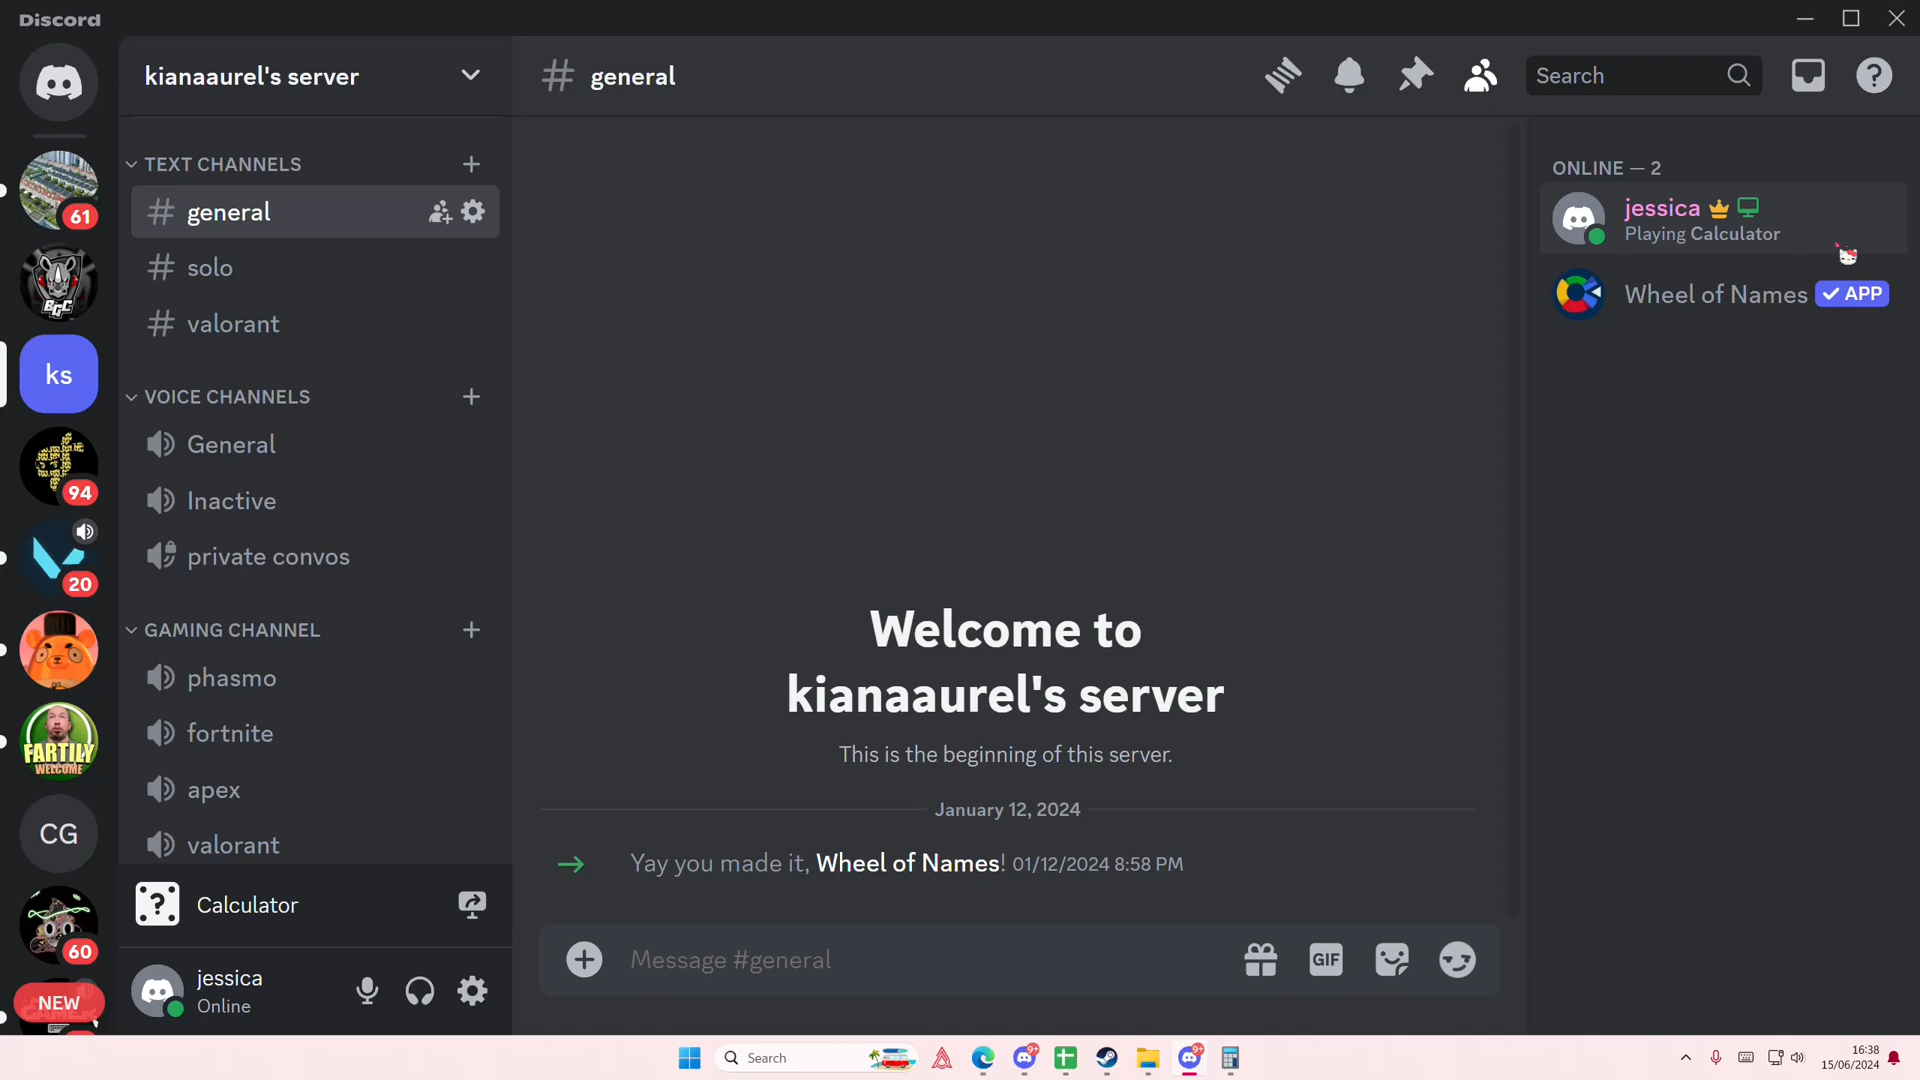 Discord
kianaaurel's server
general
Search
TEXT CHANNELS
general
solo
valorant
VOICE CHANNELS
General
Inactive
private convos
GAMING CHANNEL
phasmo
fortnite
apex
valorant
Calculator
jessica
Online
61
BGC
ks
94
20
FARTILY
WELCOME
CG
60
NEW
Welcome to
kianaaurel's server
This is the beginning of this server.
January 12, 2024
Yay you made it, Wheel of Names! 01/12/2024 8:58 PM
Message #general
GIF
ONLINE — 2
jessica
Playing Calculator
Wheel of Names APP
Search
9+
9+
16:38
15/06/2024